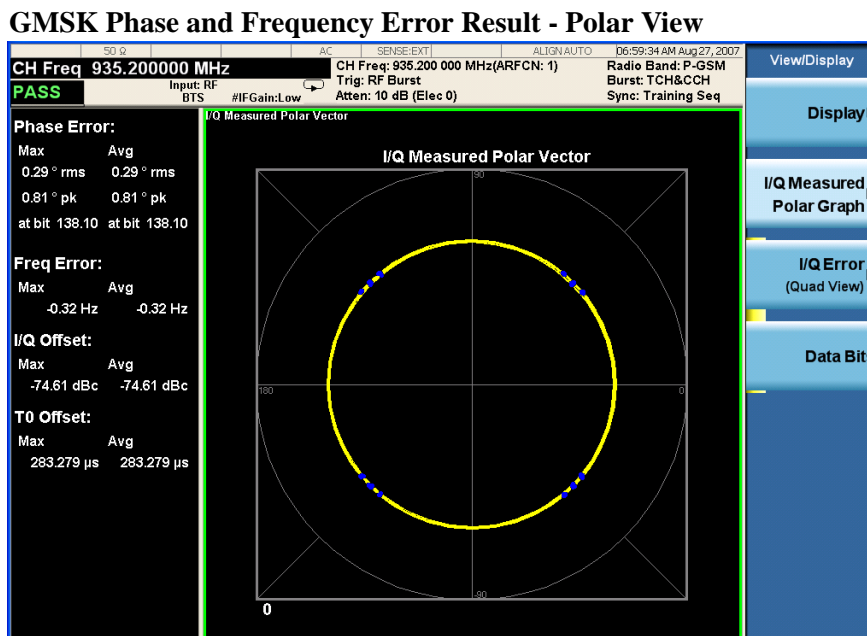 GMSK Phase and Frequency Error Result - Polar View
50 Ω AC SENSE:EXT ALIGN AUTO 06:59:34 AM Aug 27, 2007
CH Freq 935.200000 MHz
CH Freq: 935.200 000 MHz(ARFCN: 1)
Radio Band: P-GSM
PASS
Input: RF
Trig: RF Burst
Burst: TCH&CCH
BTS
#IFGain:Low
Atten: 10 dB (Elec 0)
Sync: Training Seq
View/Display
Display
I/Q Measured
Polar Graph
I/Q Error
(Quad View)
Data Bit
Phase Error:
Max Avg
0.29 ° rms 0.29 ° rms
0.81 ° pk 0.81 ° pk
at bit 138.10 at bit 138.10
Freq Error:
Max Avg
-0.32 Hz -0.32 Hz
I/Q Offset:
Max Avg
-74.61 dBc -74.61 dBc
T0 Offset:
Max Avg
283.279 µs 283.279 µs
I/Q Measured Polar Vector
I/Q Measured Polar Vector
90
180
0
-90
0